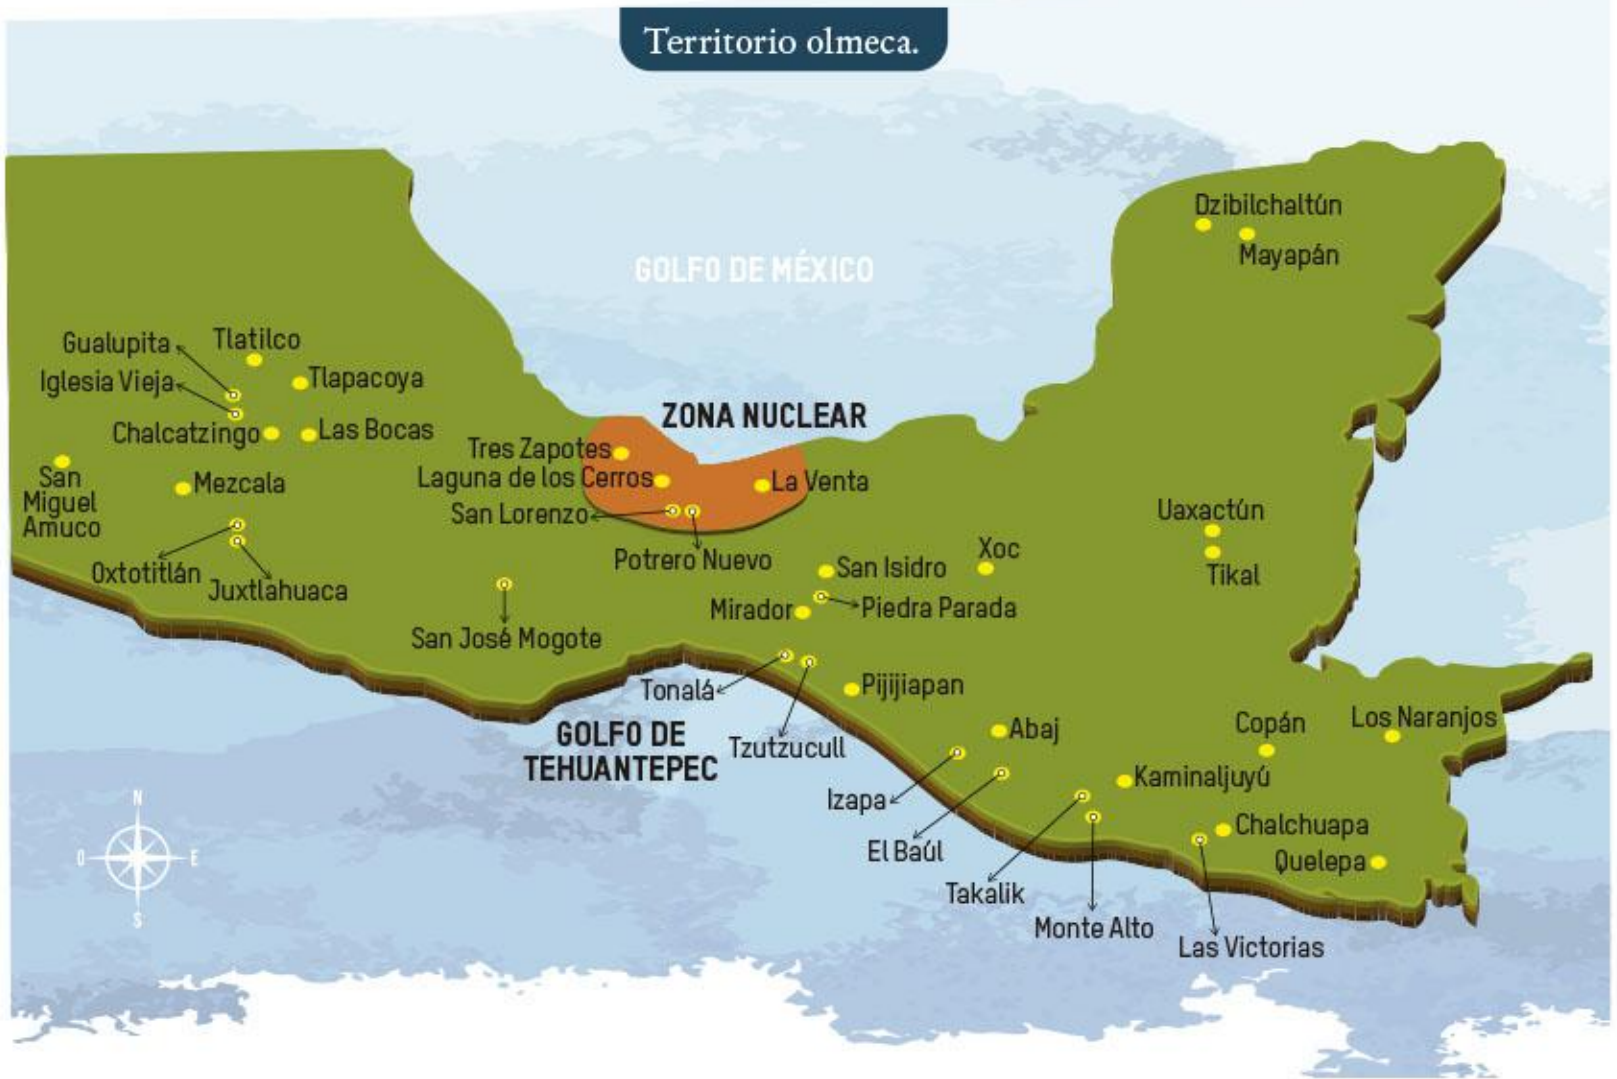 Territorio olmeca.
Dzibilchaltún
Mayapán
GOLFO DE MÉXICO
Gualupita
Tlatilco
Iglesia Vieja
Tlapacoya
Chalcatzingo
Las Bocas
San
Miguel
Amuco
Mezcala
Oxtotitlán
Juxtlahuaca
ZONA NUCLEAR
Tres Zapotes
Laguna de los Cerros
La Venta
San Lorenzo
Potrero Nuevo
San José Mogote
San Isidro
Xoc
Mirador
Piedra Parada
Uaxactún
Tikal
Tonalá
Pijijiapan
GOLFO DE
TEHUANTEPEC
Tzutzucull
Abaj
Copán
Los Naranjos
Izapa
Kaminaljuyú
El Baúl
Chalchuapa
Quelepa
Takalik
Monte Alto
Las Victorias
N
O
E
S